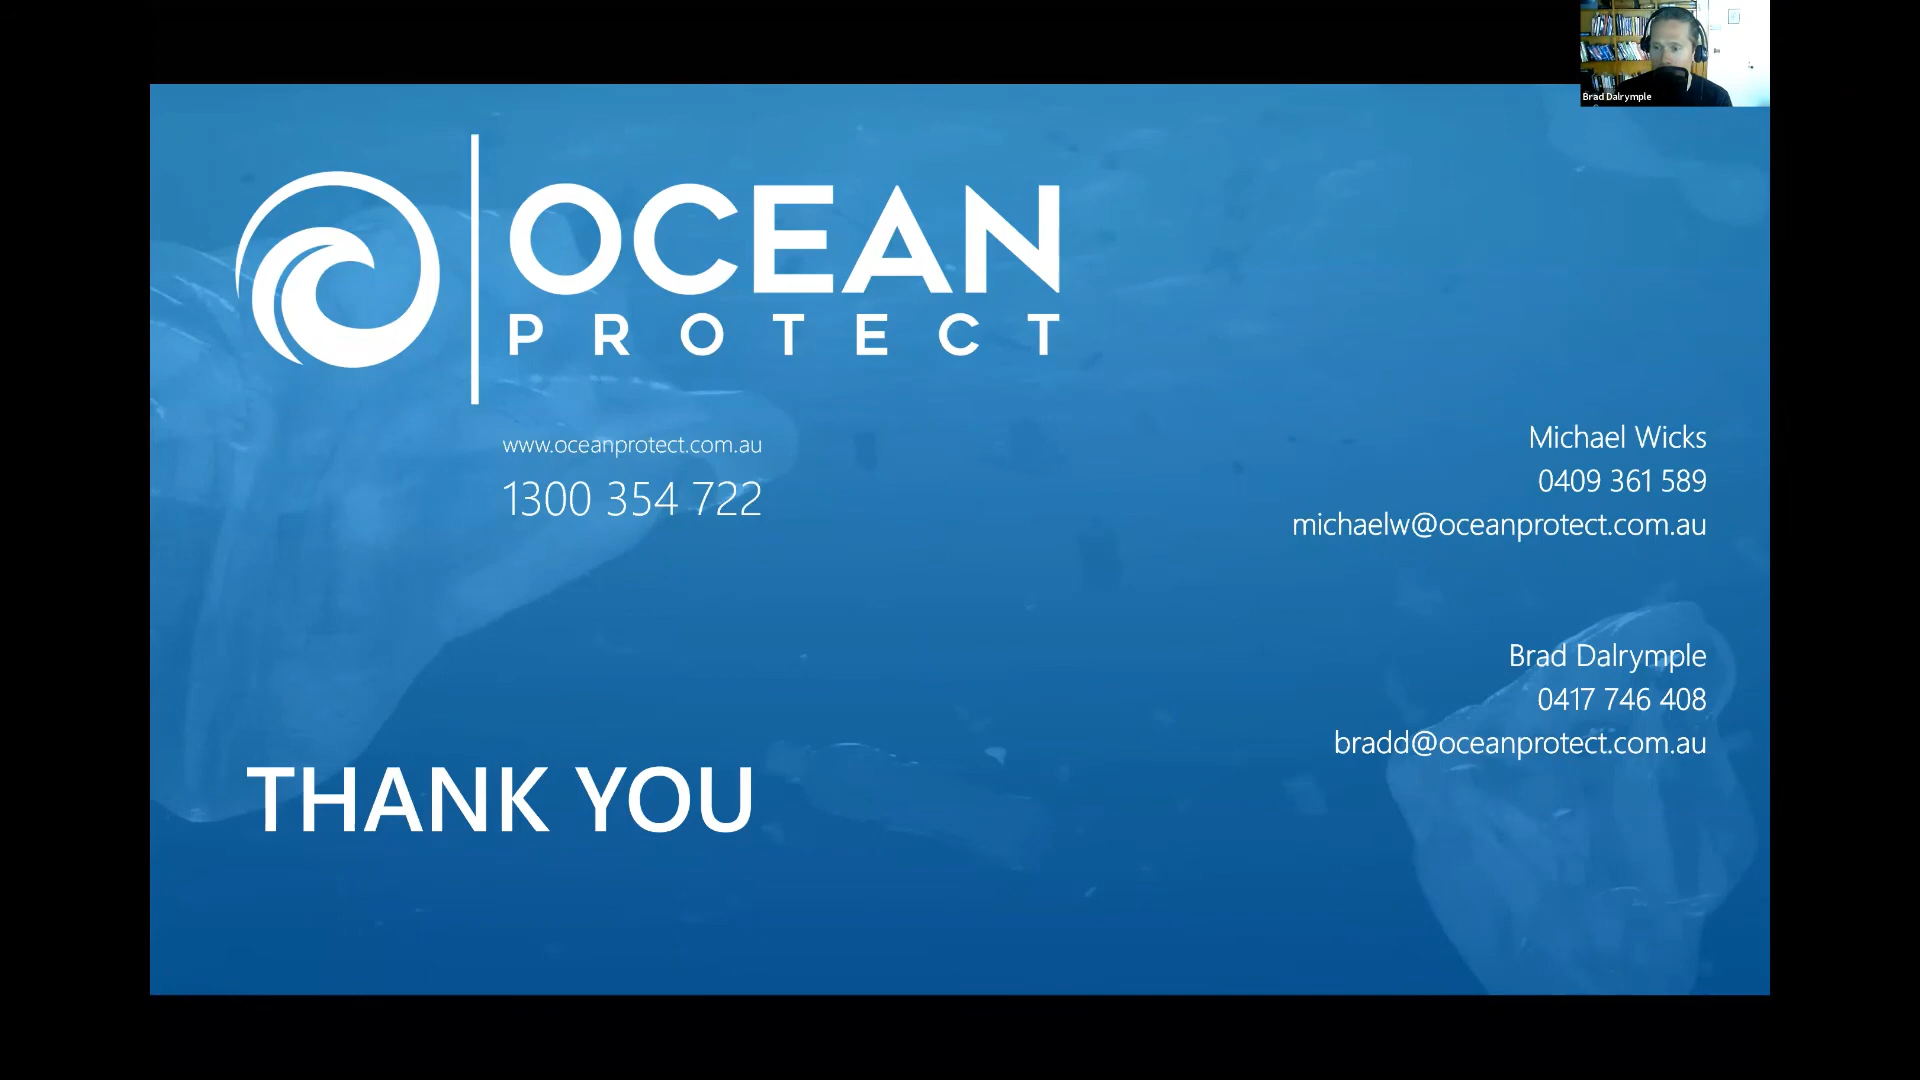 Brad Dalrymple
OCEAN
PROTECT
www.oceanprotect.com.au
1300 354 722
Michael Wicks
0409 361 589
michaelw@oceanprotect.com.au
Brad Dalrymple
0417 746 408
bradd@oceanprotect.com.au
THANK YOU